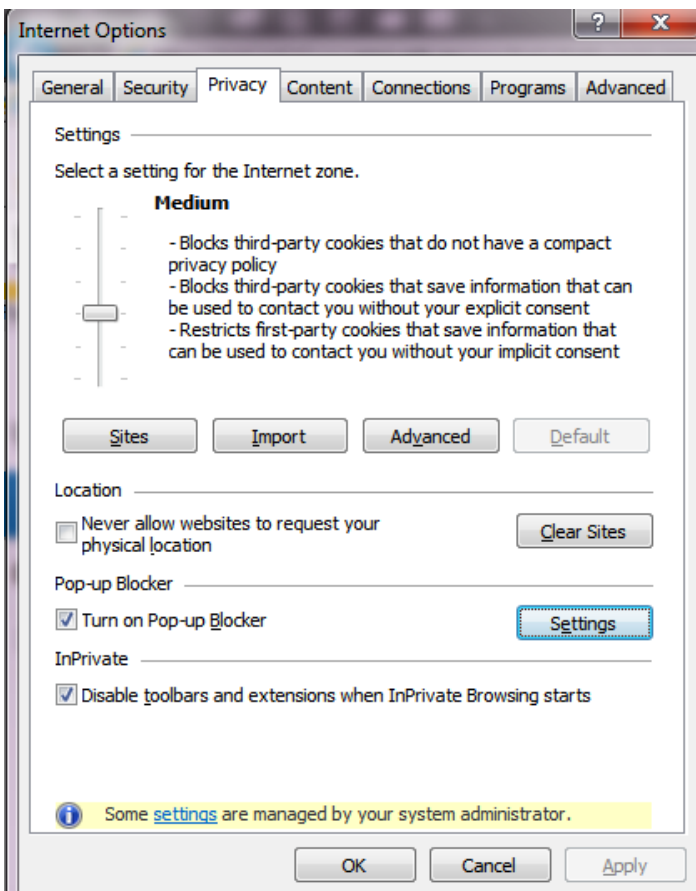 Internet Options
?
X
General Security Privacy Content Connections Programs Advanced
Settings
Select a setting for the Internet zone.
Medium
- Blocks third-party cookies that do not have a compact
privacy policy
- Blocks third-party cookies that save information that can
be used to contact you without your explicit consent
- Restricts first-party cookies that save information that
can be used to contact you without your implicit consent
Sites Import Advanced Default
Location
Never allow websites to request your
physical location
Clear Sites
Pop-up Blocker
Turn on Pop-up Blocker
Settings
InPrivate
Disable toolbars and extensions when InPrivate Browsing starts
Some settings are managed by your system administrator.
OK Cancel Apply